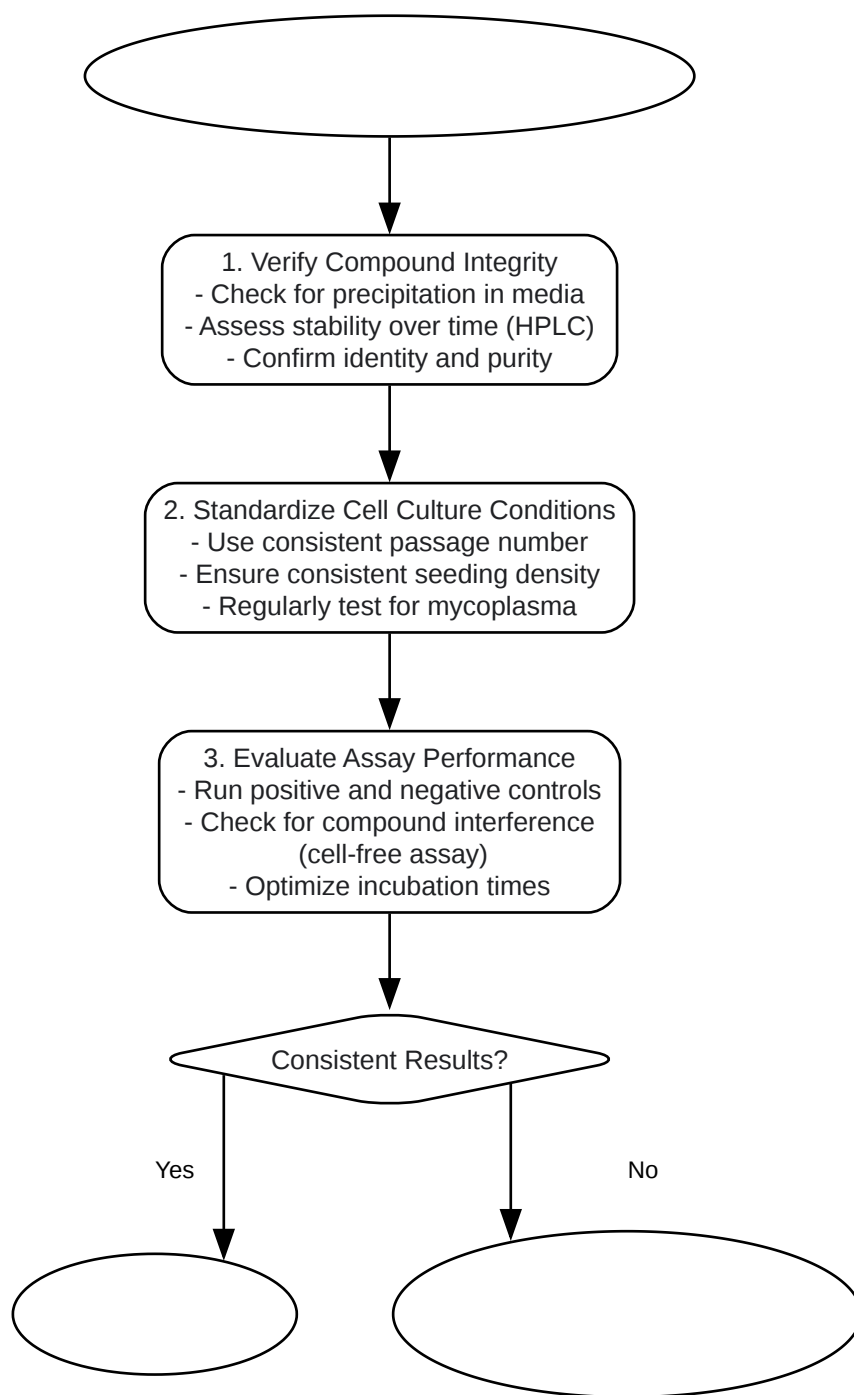 1. Verify Compound Integrity
- Check for precipitation in media
- Assess stability over time (HPLC)
- Confirm identity and purity
2. Standardize Cell Culture Conditions
- Use consistent passage number
- Ensure consistent seeding density
- Regularly test for mycoplasma
3. Evaluate Assay Performance
- Run positive and negative controls
- Check for compound interference
(cell-free assay)
- Optimize incubation times
Consistent Results?
Yes
No